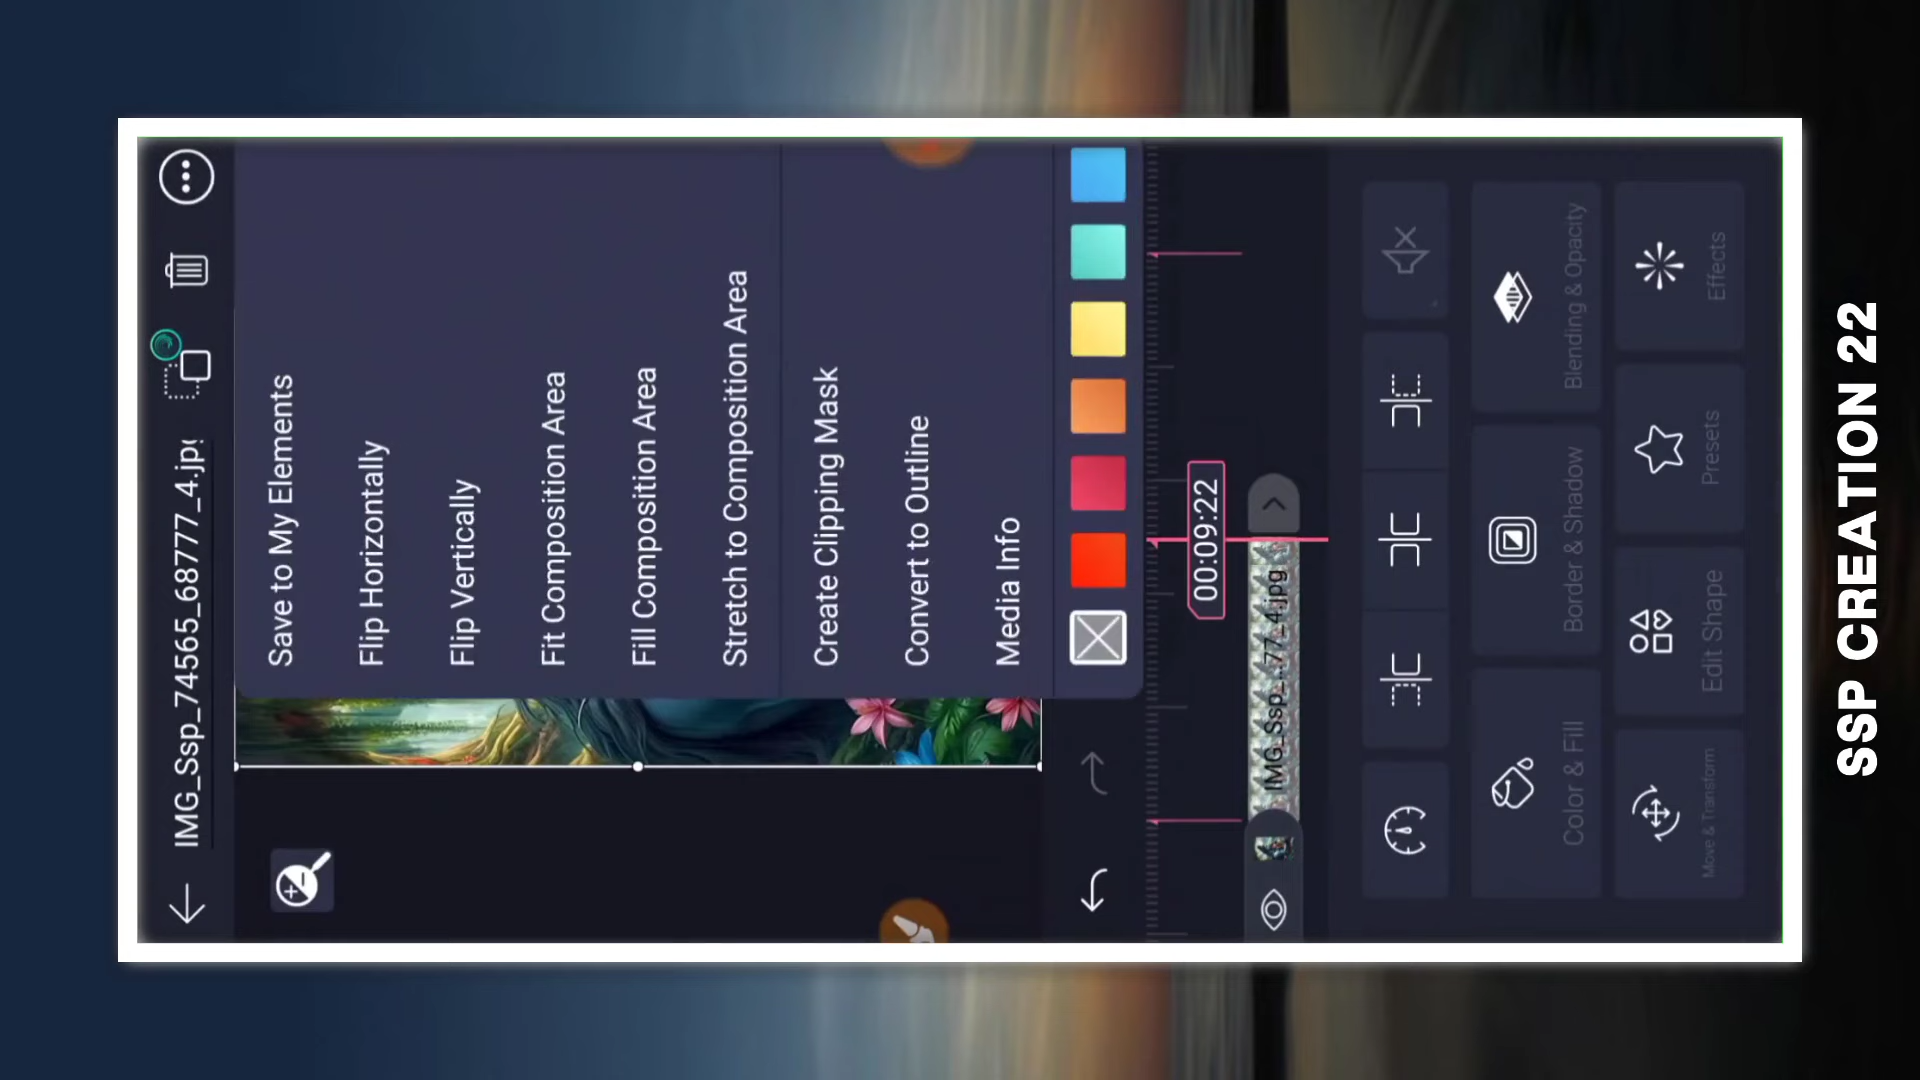 IMG_Ssp_74565_68777_4.jp
Save to My Elements
Flip Horizontally
Flip Vertically
Fit Composition Area
Fill Composition Area
Stretch to Composition Area
Create Clipping Mask
Convert to Outline
Media Info
00:09:22
IMG_Ssp_...77_4.jpg
Color & Fill
Border & Shadow
Blending & Opacity
Move & Transform
Edit Shape
Presets
Effects
SSP CREATION 22